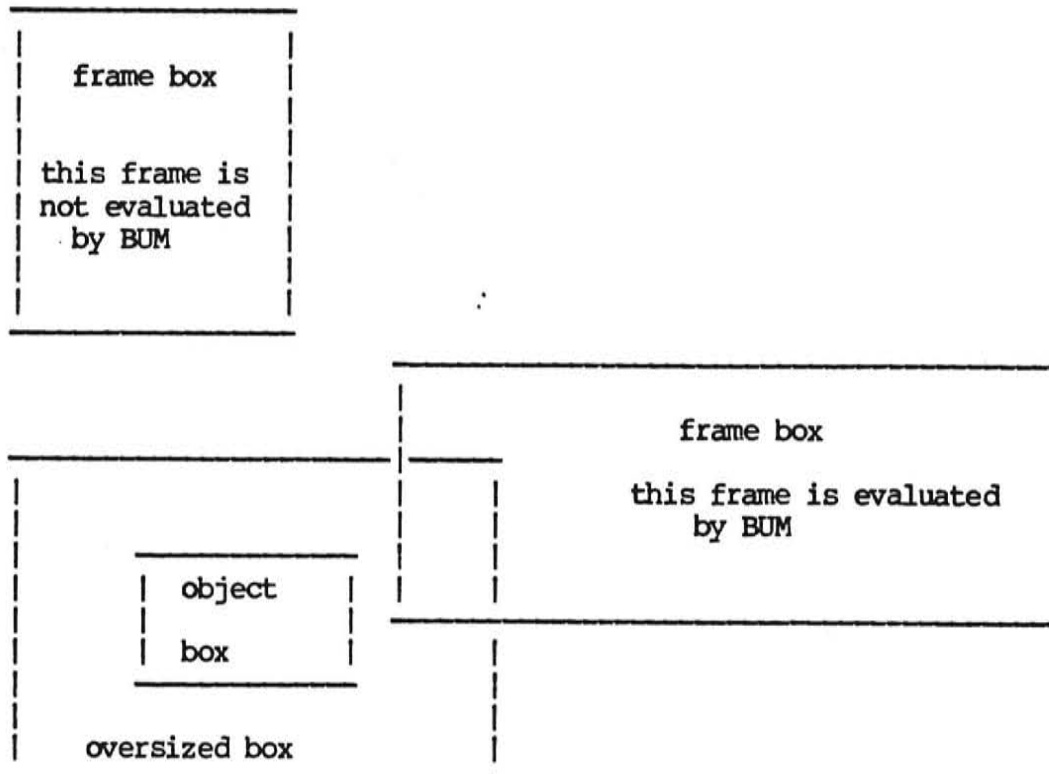 frame box
this frame is
not evaluated
by BUM
frame box
this frame is evaluated
by BUM
object
box
oversized box